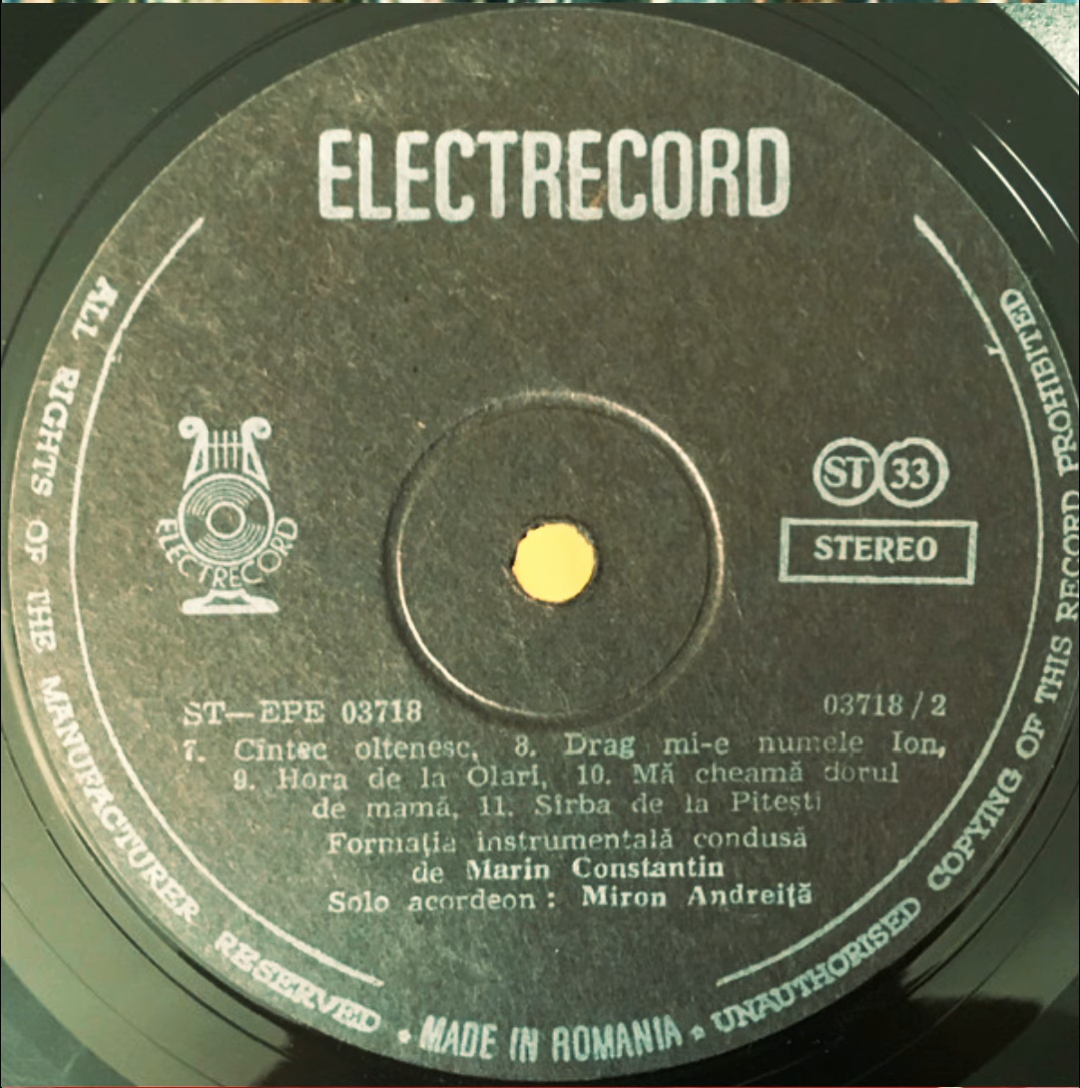 ELECTRECORD
ALL RIGHTS OF THE MANUFACTURER RESERVED • MADE IN ROMANIA • UNAUTHORISED COPYING OF THIS RECORD PROHIBITED
ELECTRECORD
ST 33
STEREO
ST—EPE 03718
03718/2
7. Cîntec oltenesc, 8. Drag mi-e numele Ion,
9. Hora de la Olari, 10. Mă cheamă dorul
de mamă, 11. Sîrba de la Pitești
Formația instrumentală condusă
de Marin Constantin
Solo acordeon : Miron Andreiță